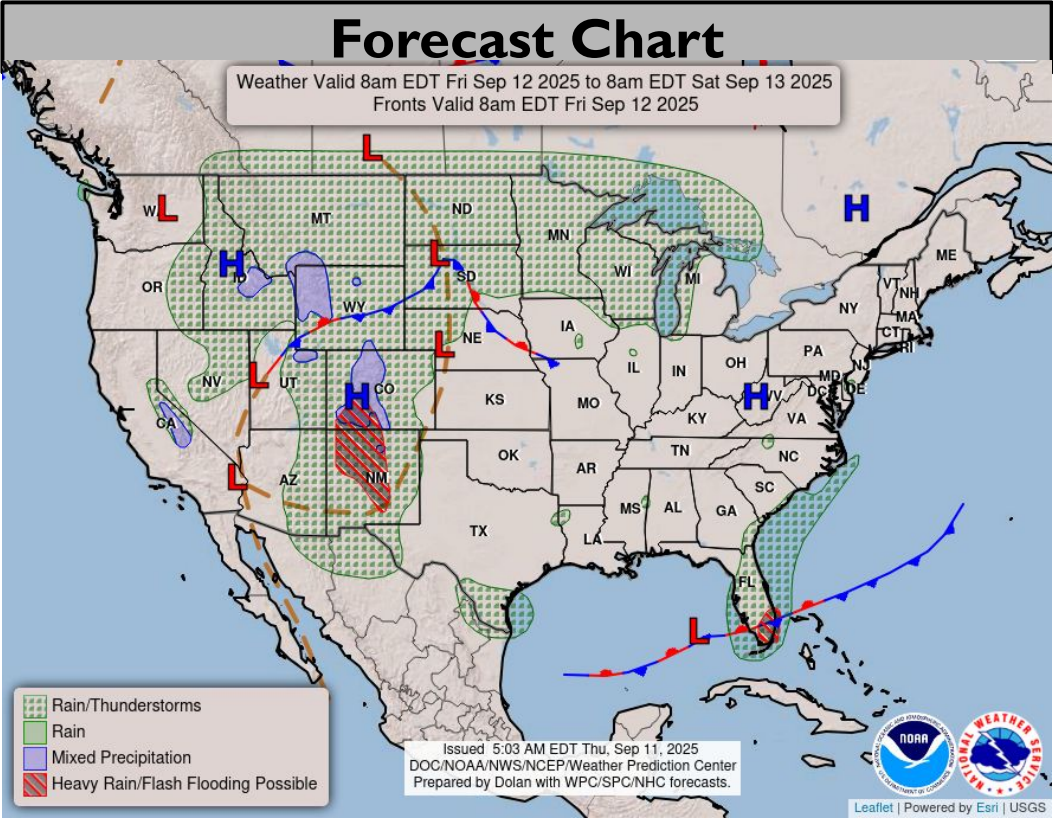 Forecast Chart
Weather Valid 8am EDT Fri Sep 12 2025 to 8am EDT Sat Sep 13 2025
Fronts Valid 8am EDT Fri Sep 12 2025
L
H
WA L
MT
ND
MN
ME
H ID
L
SD
WI
MI
VT
NH
OR
WY
NY
MA
CT
RI
IA
NE
L
OH
PA
NJ
IL
IN
MD
L
NV
UT
H CO
DC
DE
H WV
KS
MO
KY
VA
CA
TN
NC
OK
AR
L
AZ
NM
SC
MS
AL
GA
TX
LA
FL
L
Rain/Thunderstorms
Rain
Mixed Precipitation
Heavy Rain/Flash Flooding Possible
Issued 5:03 AM EDT Thu, Sep 11, 2025
DOC/NOAA/NWS/NCEP/Weather Prediction Center
Prepared by Dolan with WPC/SPC/NHC forecasts.
NOAA
NATIONAL WEATHER SERVICE
Leaflet | Powered by Esri | USGS